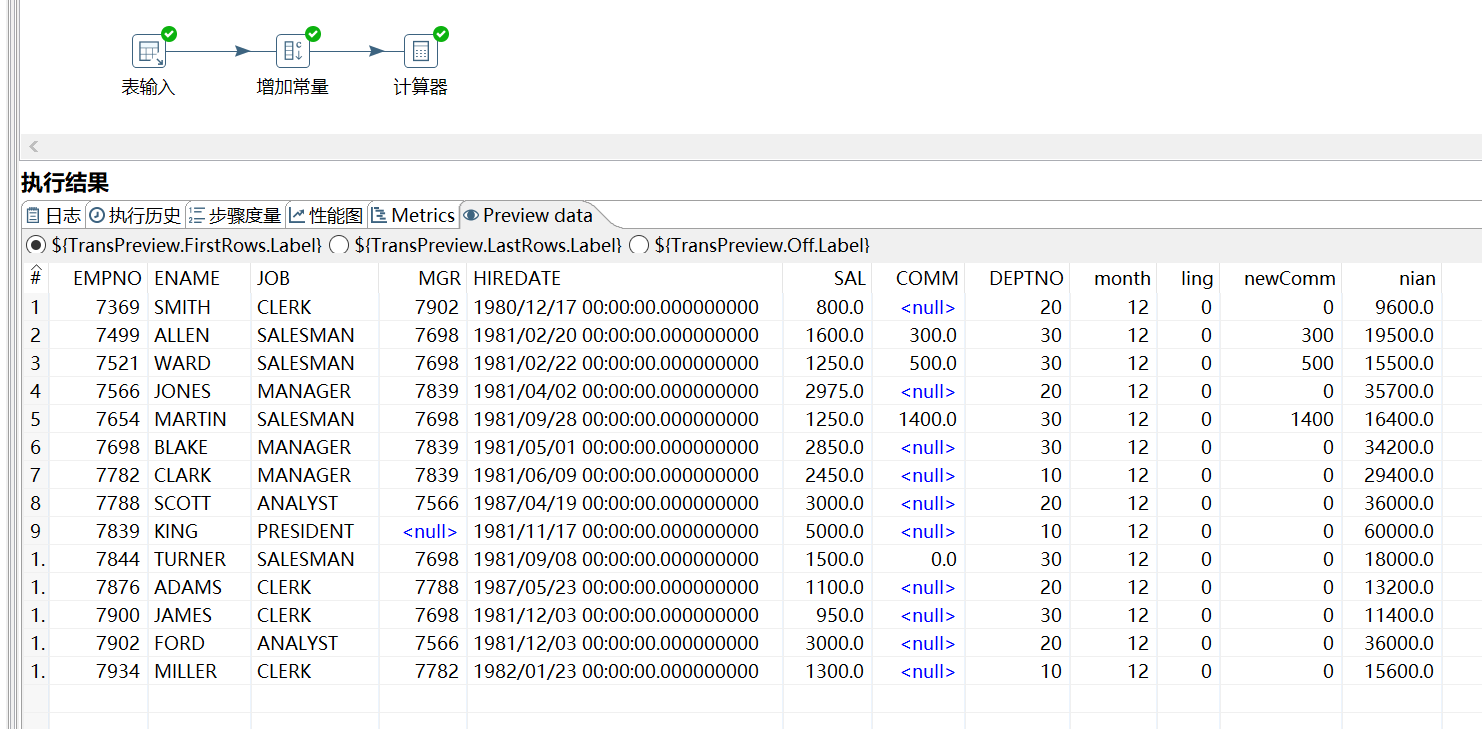 表输入 增加常量 计算器
执行结果
日志 执行历史 步骤度量 性能图 Metrics Preview data
${TransPreview.FirstRows.Label} ${TransPreview.LastRows.Label} ${TransPreview.Off.Label}
# EMPNO ENAME JOB MGR HIREDATE SAL COMM DEPTNO month ling newComm nian
1 7369 SMITH CLERK 7902 1980/12/17 00:00:00.000000000 800.0 <null> 20 12 0 0 9600.0
2 7499 ALLEN SALESMAN 7698 1981/02/20 00:00:00.000000000 1600.0 300.0 30 12 0 300 19500.0
3 7521 WARD SALESMAN 7698 1981/02/22 00:00:00.000000000 1250.0 500.0 30 12 0 500 15500.0
4 7566 JONES MANAGER 7839 1981/04/02 00:00:00.000000000 2975.0 <null> 20 12 0 0 35700.0
5 7654 MARTIN SALESMAN 7698 1981/09/28 00:00:00.000000000 1250.0 1400.0 30 12 0 1400 16400.0
6 7698 BLAKE MANAGER 7839 1981/05/01 00:00:00.000000000 2850.0 <null> 30 12 0 0 34200.0
7 7782 CLARK MANAGER 7839 1981/06/09 00:00:00.000000000 2450.0 <null> 10 12 0 0 29400.0
8 7788 SCOTT ANALYST 7566 1987/04/19 00:00:00.000000000 3000.0 <null> 20 12 0 0 36000.0
9 7839 KING PRESIDENT <null> 1981/11/17 00:00:00.000000000 5000.0 <null> 10 12 0 0 60000.0
1. 7844 TURNER SALESMAN 7698 1981/09/08 00:00:00.000000000 1500.0 0.0 30 12 0 0 18000.0
1. 7876 ADAMS CLERK 7788 1987/05/23 00:00:00.000000000 1100.0 <null> 20 12 0 0 13200.0
1. 7900 JAMES CLERK 7698 1981/12/03 00:00:00.000000000 950.0 <null> 30 12 0 0 11400.0
1. 7902 FORD ANALYST 7566 1981/12/03 00:00:00.000000000 3000.0 <null> 20 12 0 0 36000.0
1. 7934 MILLER CLERK 7782 1982/01/23 00:00:00.000000000 1300.0 <null> 10 12 0 0 15600.0